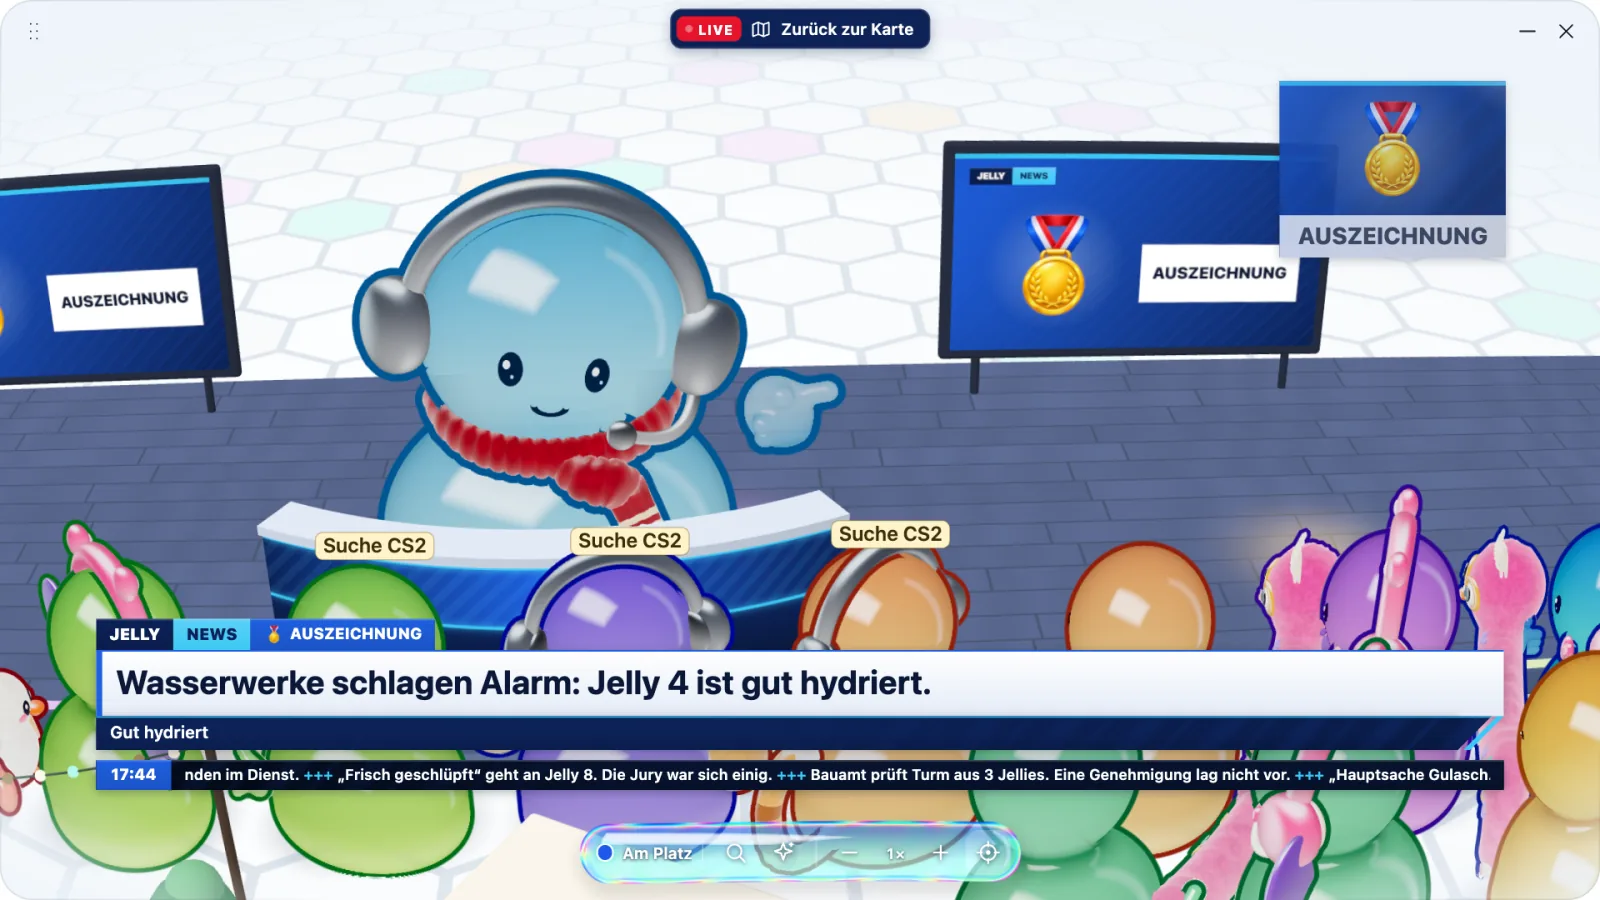 LIVE Zurück zur Karte
JELLY NEWS
AUSZEICHNUNG
AUSZEICHNUNG
AUSZEICHNUNG
Suche CS2
Suche CS2
Suche CS2
JELLY NEWS AUSZEICHNUNG
Wasserwerke schlagen Alarm: Jelly 4 ist gut hydriert.
Gut hydriert
17:44 nden im Dienst. +++ „Frisch geschlüpft“ geht an Jelly 8. Die Jury war sich einig. +++ Bauamt prüft Turm aus 3 Jellies. Eine Genehmigung lag nicht vor. +++ „Hauptsache Gulasch.
Am Platz 1×